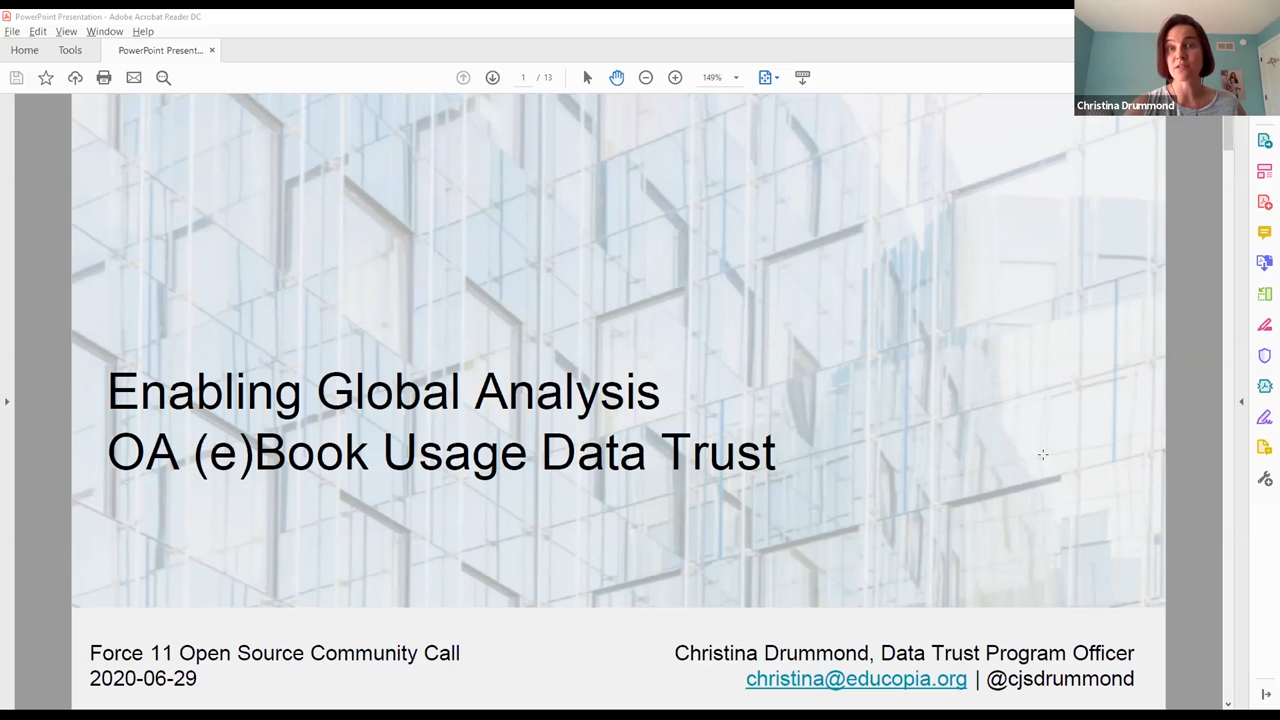 PowerPoint Presentation - Adobe Acrobat Reader DC
File Edit View Window Help
Home Tools PowerPoint Present... ×
1 / 13 149%
Christina Drummond
Enabling Global Analysis
OA (e)Book Usage Data Trust
Force 11 Open Source Community Call
2020-06-29
Christina Drummond, Data Trust Program Officer
christina@educopia.org | @cjsdrummond